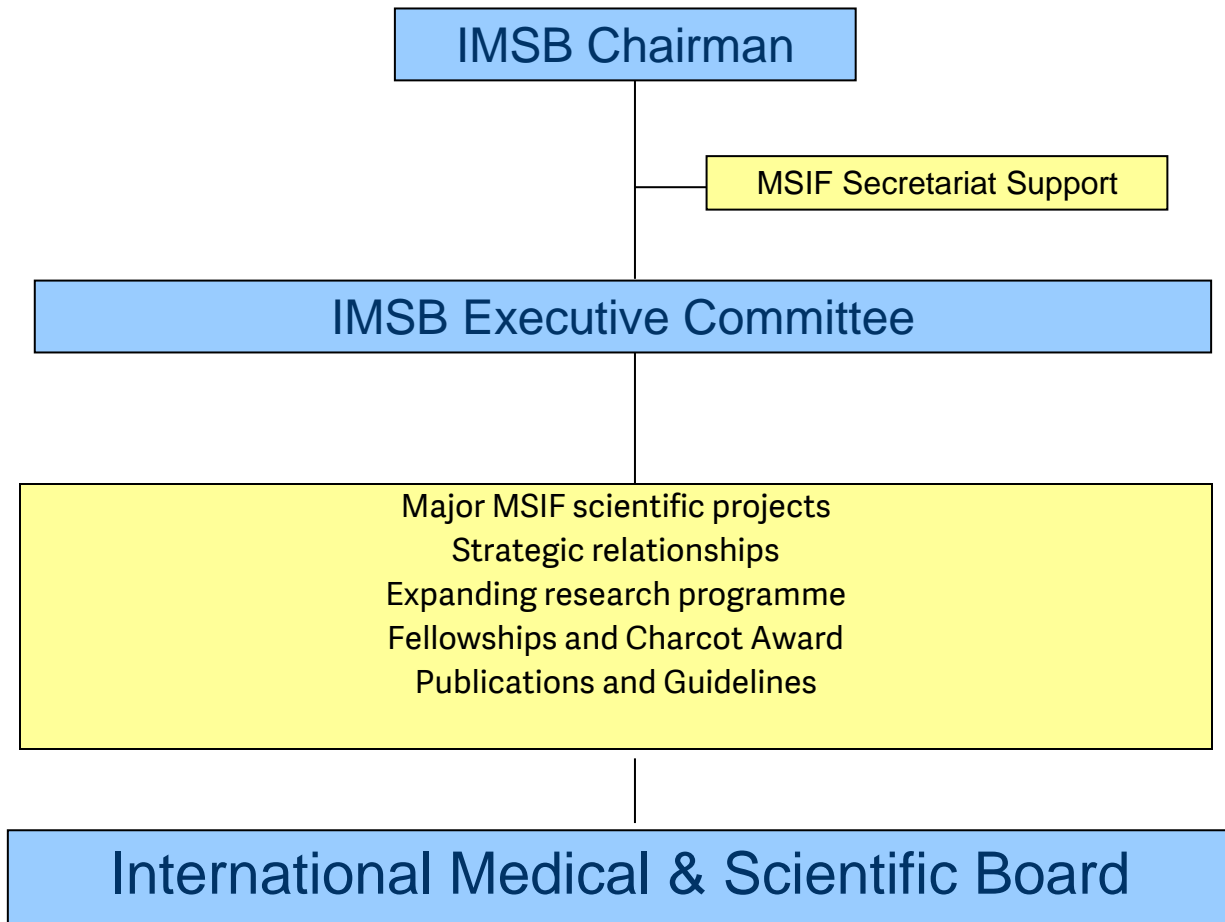 IMSB Chairman
MSIF Secretariat Support
IMSB Executive Committee
Major MSIF scientific projects
Strategic relationships
Expanding research programme
Fellowships and Charcot Award
Publications and Guidelines
International Medical & Scientific Board